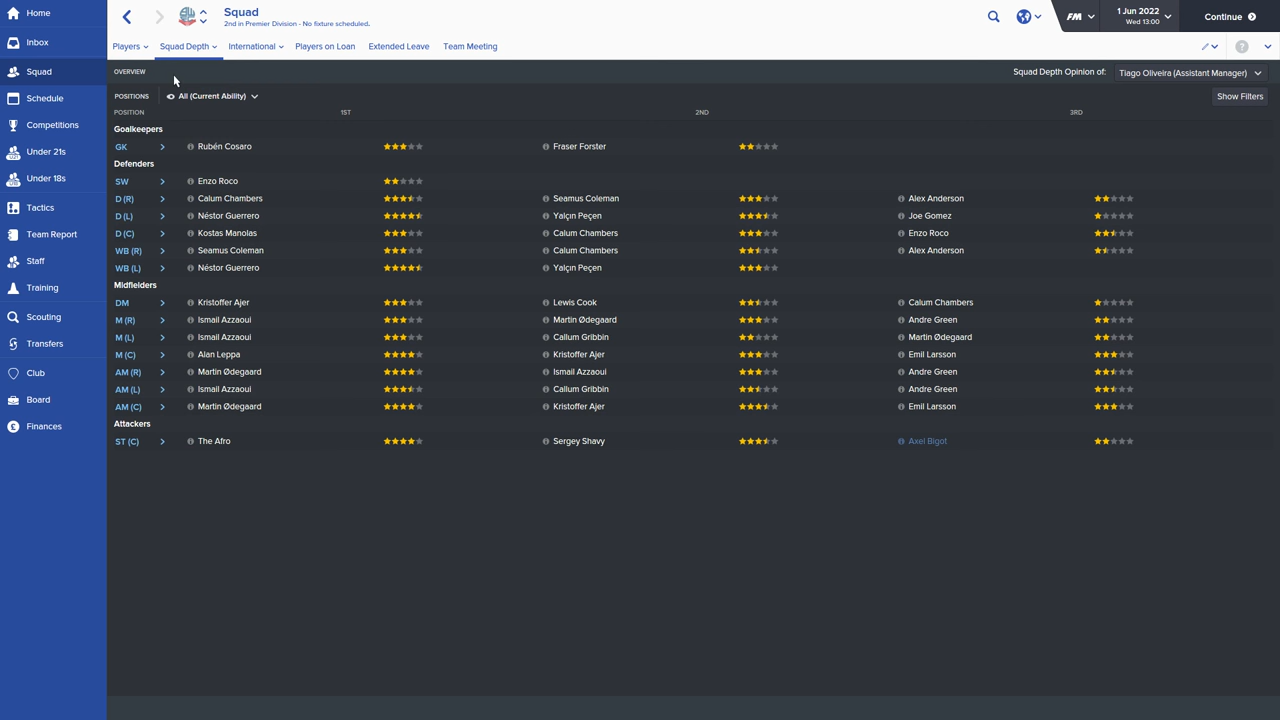 Home
Inbox
Squad
Schedule
Competitions
Under 21s
Under 18s
Tactics
Team Report
Staff
Training
Scouting
Transfers
Club
Board
Finances
Squad
2nd in Premier Division - No fixture scheduled.
FM
1 Jun 2022
Wed 13:00
Continue
Players Squad Depth International Players on Loan Extended Leave Team Meeting
?
OVERVIEW
Squad Depth Opinion of: Tiago Oliveira (Assistant Manager)
POSITIONS All (Current Ability) Show Filters
POSITION 1ST 2ND 3RD
Goalkeepers
GK Rubén Cosaro Fraser Forster
Defenders
SW Enzo Roco
D (R) Calum Chambers Seamus Coleman Alex Anderson
D (L) Néstor Guerrero Yalçın Peçen Joe Gomez
D (C) Kostas Manolas Calum Chambers Enzo Roco
WB (R) Seamus Coleman Calum Chambers Alex Anderson
WB (L) Néstor Guerrero Yalçın Peçen
Midfielders
DM Kristoffer Ajer Lewis Cook Calum Chambers
M (R) Ismail Azzaoui Martin Ødegaard Andre Green
M (L) Ismail Azzaoui Callum Gribbin Martin Ødegaard
M (C) Alan Leppa Kristoffer Ajer Emil Larsson
AM (R) Martin Ødegaard Ismail Azzaoui Andre Green
AM (L) Ismail Azzaoui Callum Gribbin Andre Green
AM (C) Martin Ødegaard Kristoffer Ajer Emil Larsson
Attackers
ST (C) The Afro Sergey Shavy Axel Bigot